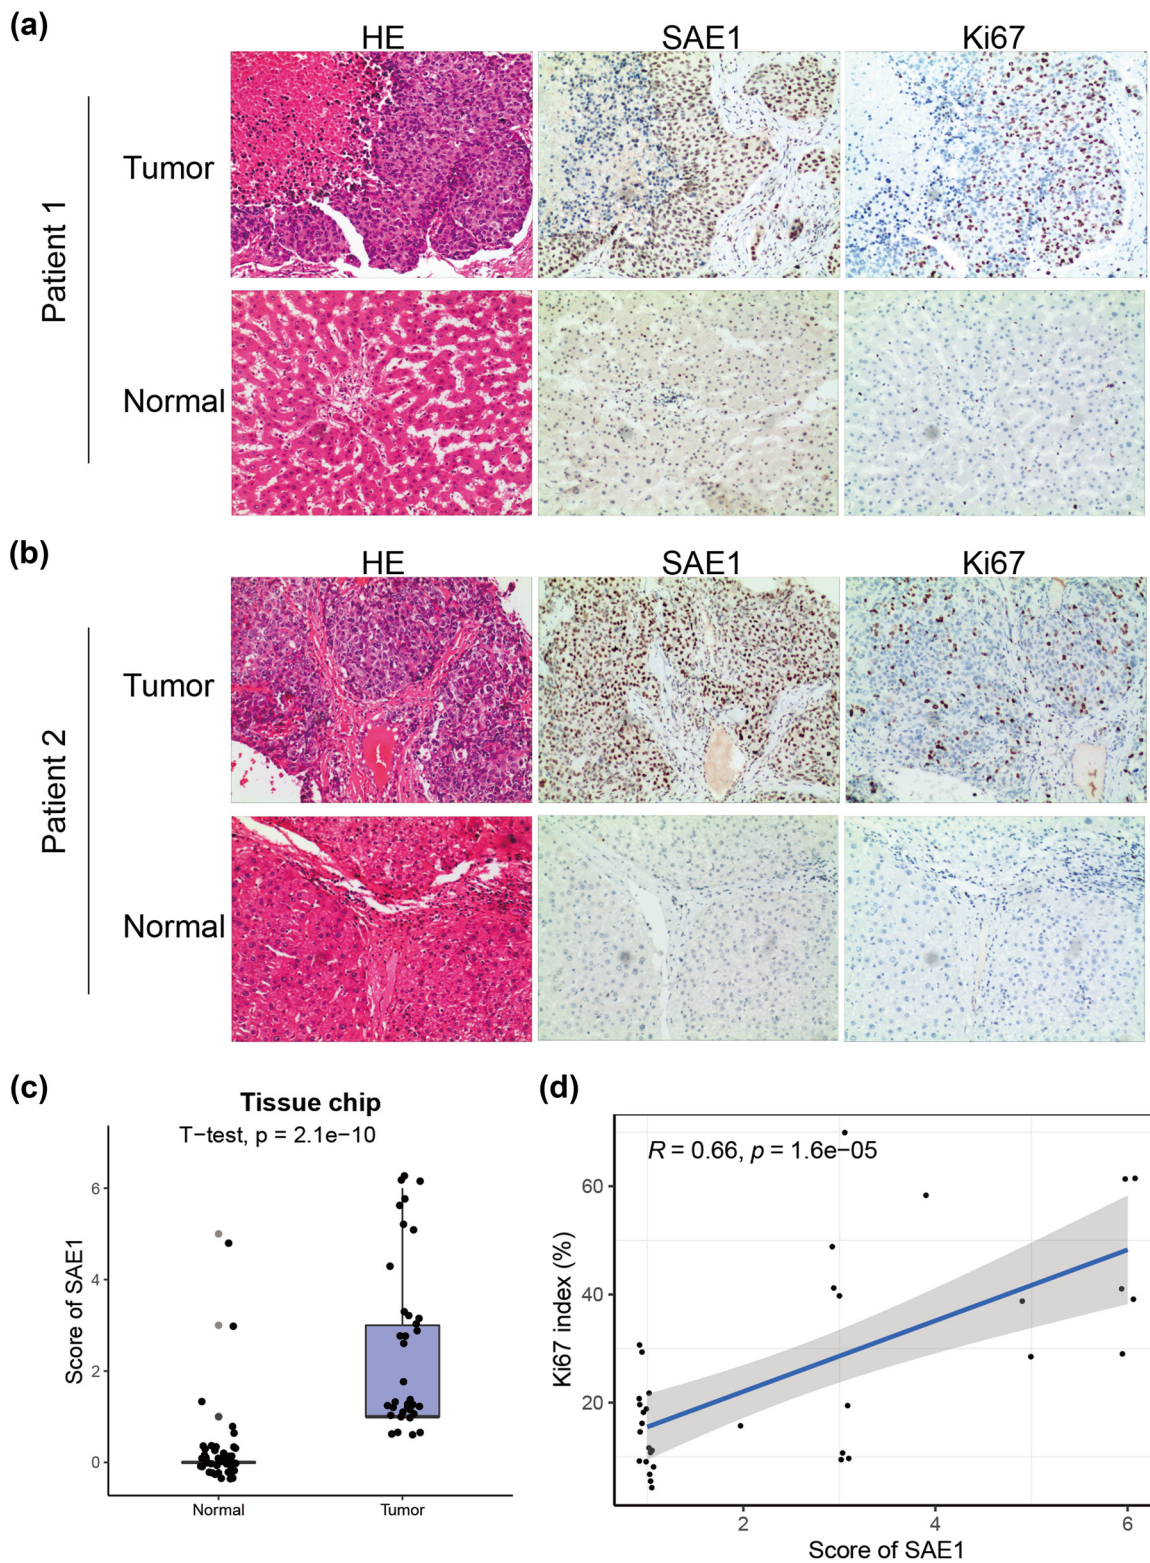 (a)
HE SAE1 Ki67
Patient 1
Tumor
Normal
(b)
HE SAE1 Ki67
Patient 2
Tumor
Normal
(c)
Tissue chip
T−test, p = 2.1e−10
Score of SAE1
6
4
2
0
Normal Tumor
(d)
R = 0.66, p = 1.6e−05
Ki67 index (%)
60
40
20
2 4 6
Score of SAE1